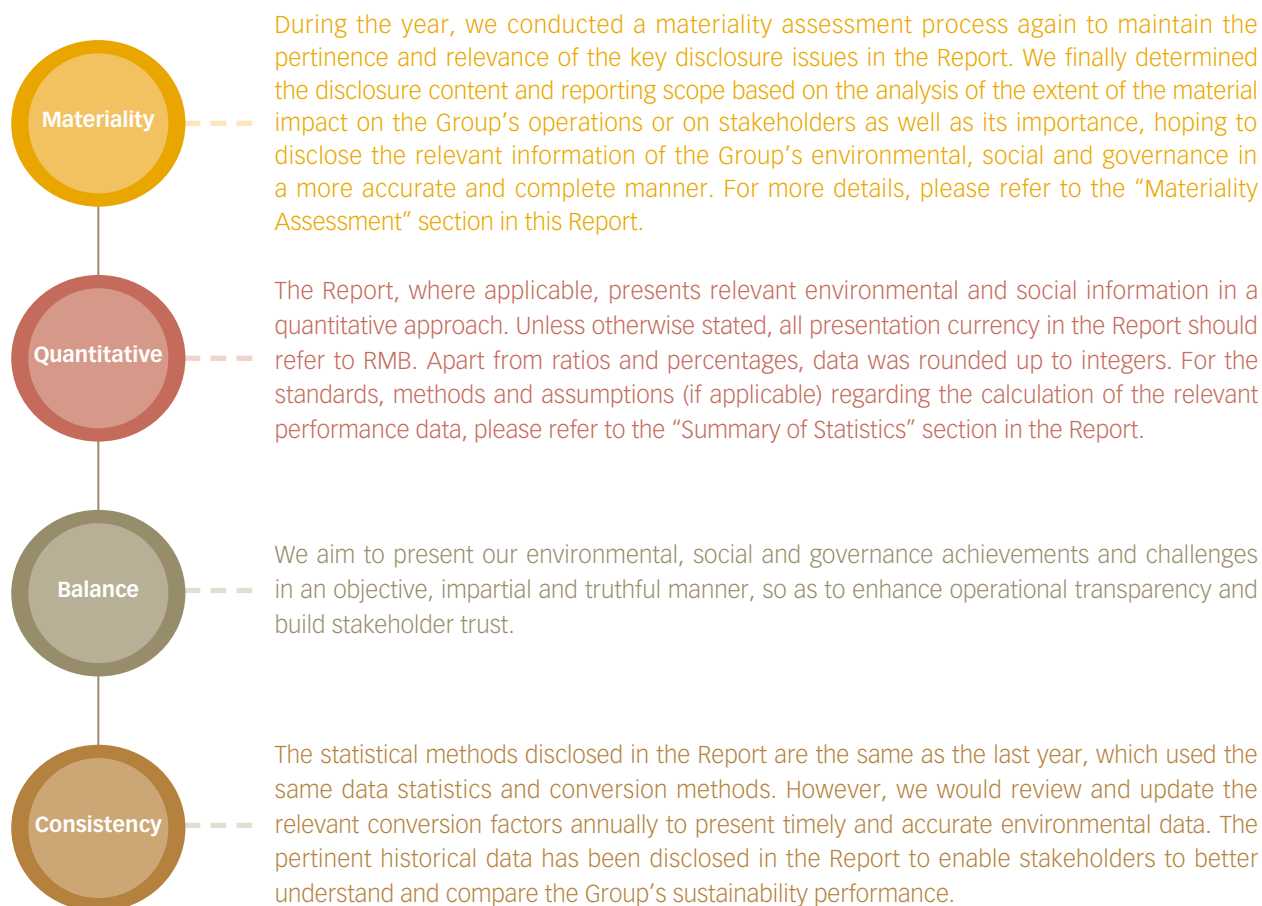 During the year, we conducted a materiality assessment process again to maintain the
pertinence and relevance of the key disclosure issues in the Report. We finally determined
the disclosure content and reporting scope based on the analysis of the extent of the material
Materiality
impact on the Group’s operations or on stakeholders as well as its importance, hoping to
disclose the relevant information of the Group’s environmental, social and governance in
a more accurate and complete manner. For more details, please refer to the “Materiality
Assessment” section in this Report.
The Report, where applicable, presents relevant environmental and social information in a
quantitative approach. Unless otherwise stated, all presentation currency in the Report should
Quantitative
refer to RMB. Apart from ratios and percentages, data was rounded up to integers. For the
standards, methods and assumptions (if applicable) regarding the calculation of the relevant
performance data, please refer to the “Summary of Statistics” section in the Report.
We aim to present our environmental, social and governance achievements and challenges
Balance
in an objective, impartial and truthful manner, so as to enhance operational transparency and
build stakeholder trust.
The statistical methods disclosed in the Report are the same as the last year, which used the
same data statistics and conversion methods. However, we would review and update the
Consistency
relevant conversion factors annually to present timely and accurate environmental data. The
pertinent historical data has been disclosed in the Report to enable stakeholders to better
understand and compare the Group’s sustainability performance.